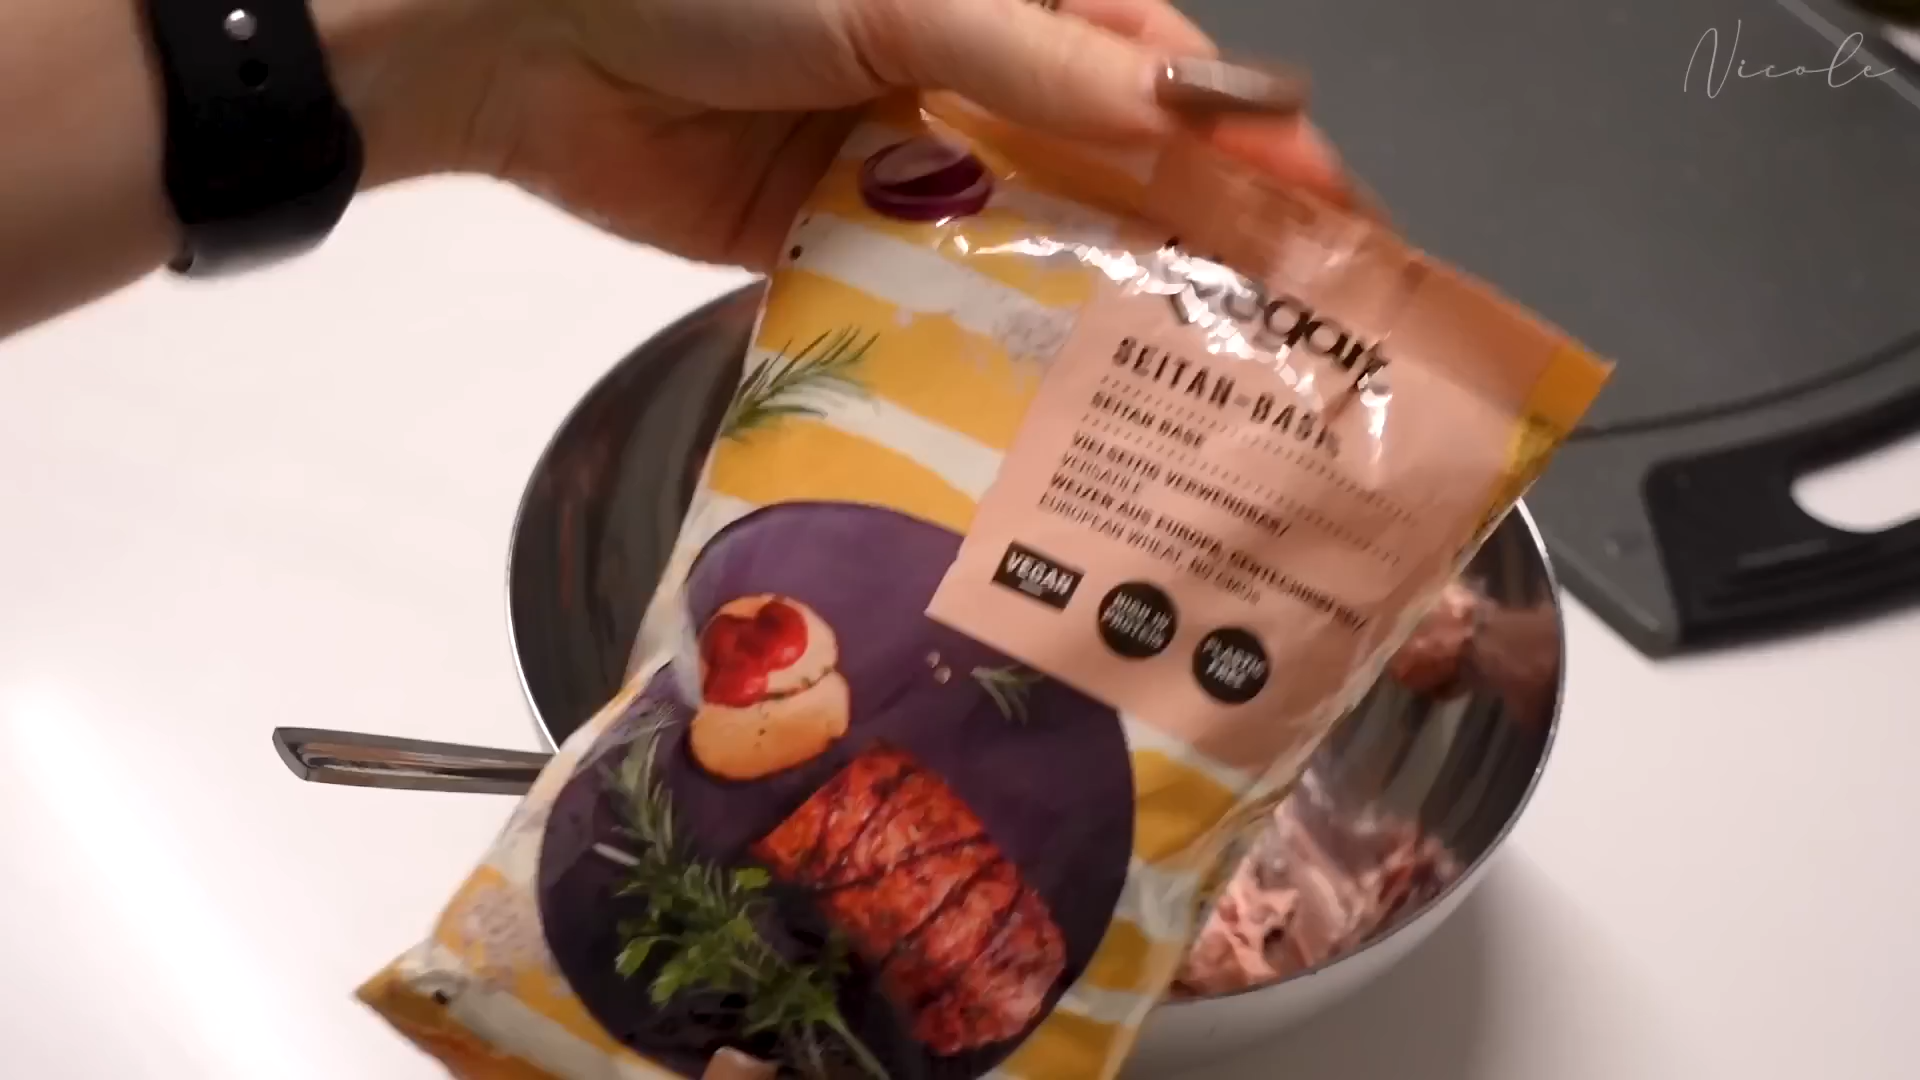 Nicole
SEITAN-BASIS
SEITAN BASE
VIELSEITIG VERWENDBAR/
VERSATILE
WEIZEN AUS EUROPA, GENTECHNIKFREI/
EUROPEAN WHEAT, NO GMOS
VEGAN
HIGH IN
PROTEIN
PLASTIC
FREE